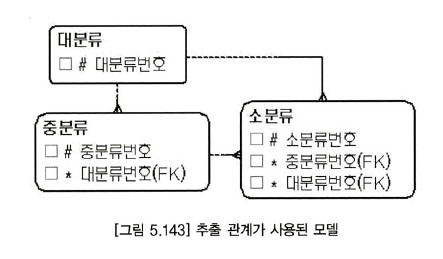 대분류
□ # 대분류번호
중분류
□ # 중분류번호
□ * 대분류번호(FK)
소분류
□ # 소분류번호
□ * 중분류번호(FK)
□ * 대분류번호(FK)
[그림 5.143] 추출 관계가 사용된 모델